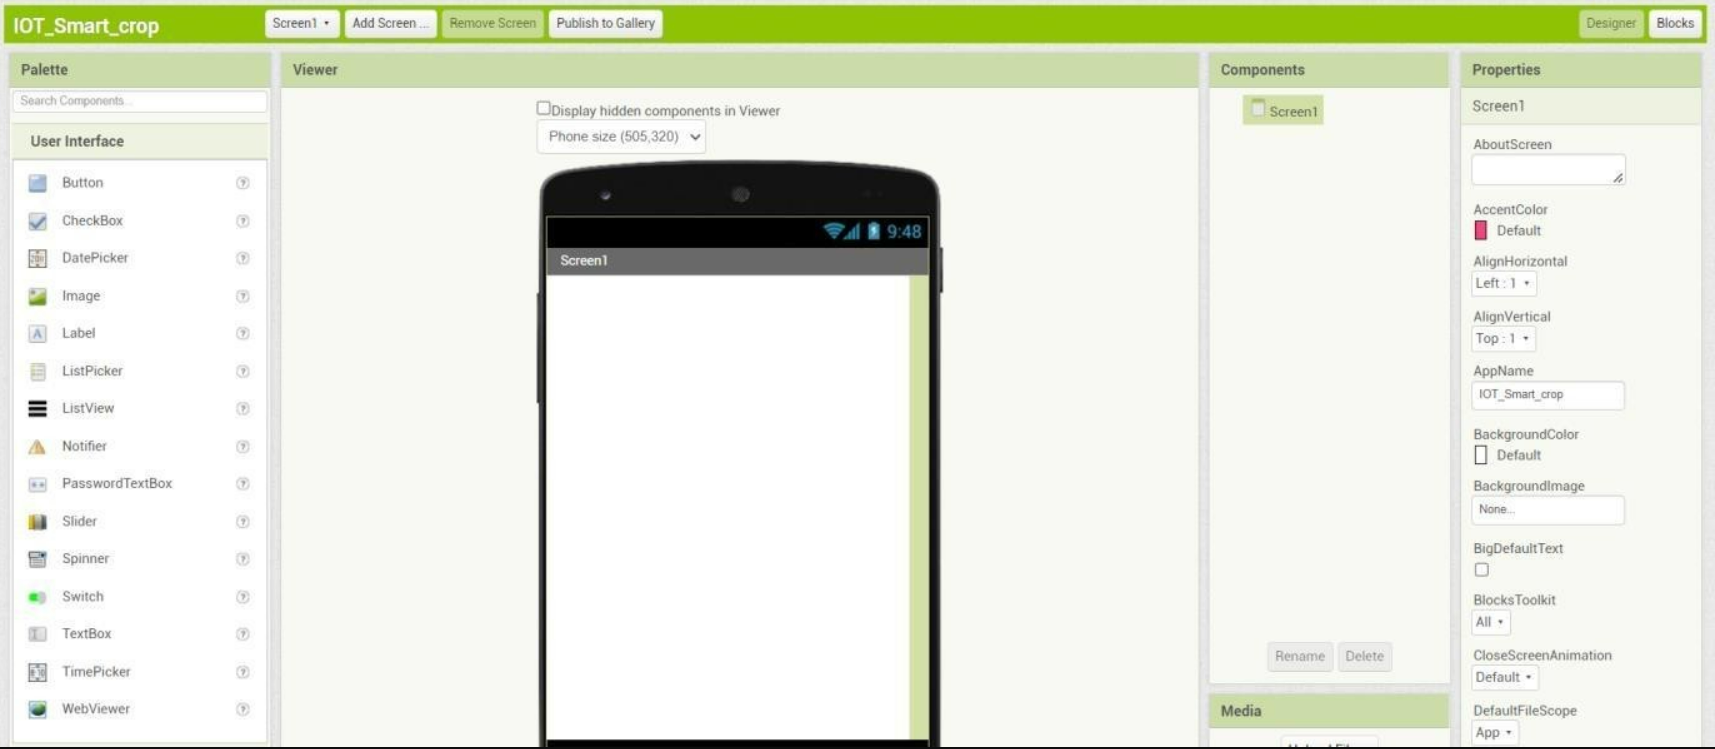 IOT_Smart_crop
Screen1
Add Screen ...
Remove Screen
Publish to Gallery
Designer
Blocks
Palette
Search Components...
User Interface
Button
CheckBox
DatePicker
Image
Label
ListPicker
ListView
Notifier
PasswordTextBox
Slider
Spinner
Switch
TextBox
TimePicker
WebViewer
Viewer
Display hidden components in Viewer
Phone size (505,320)
9:48
Screen1
Components
Screen1
Rename
Delete
Media
Properties
Screen1
AboutScreen
AccentColor
Default
AlignHorizontal
Left : 1
AlignVertical
Top : 1
AppName
IOT_Smart_crop
BackgroundColor
Default
BackgroundImage
None...
BigDefaultText
BlocksToolkit
All
CloseScreenAnimation
Default
DefaultFileScope
App